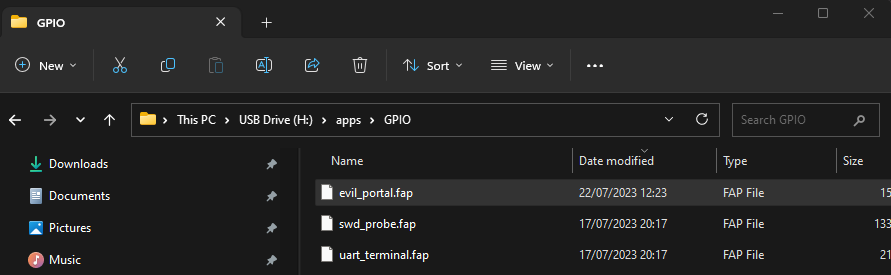 GPIO
New Sort View
This PC USB Drive (H:) apps GPIO Search GPIO
Name Date modified Type Size
Downloads evil_portal.fap 22/07/2023 12:23 FAP File 15
Documents swd_probe.fap 17/07/2023 20:17 FAP File 133
Pictures uart_terminal.fap 17/07/2023 20:17 FAP File 21
Music